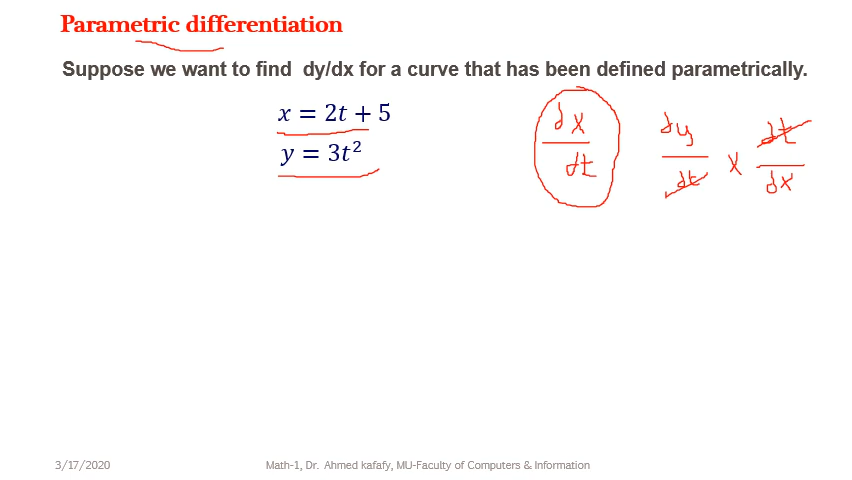 Parametric differentiation
Suppose we want to find dy/dx for a curve that has been defined parametrically.
x = 2t + 5
y = 3t²
dx/dt
dy/dt x dt/dx
3/17/2020
Math-1, Dr. Ahmed kafafy, MU-Faculty of Computers & Information